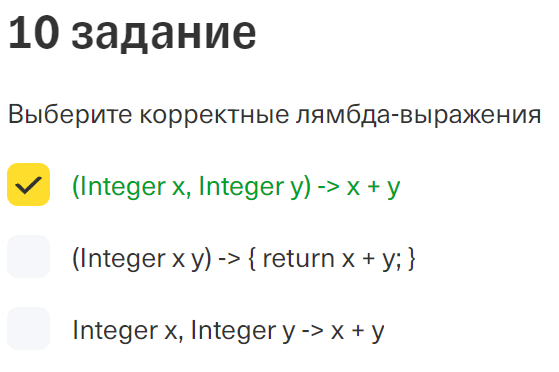 10 задание
Выберите корректные лямбда-выражения
(Integer x, Integer y) -> x + y
(Integer x y) -> { return x + y; }
Integer x, Integer y -> x + y